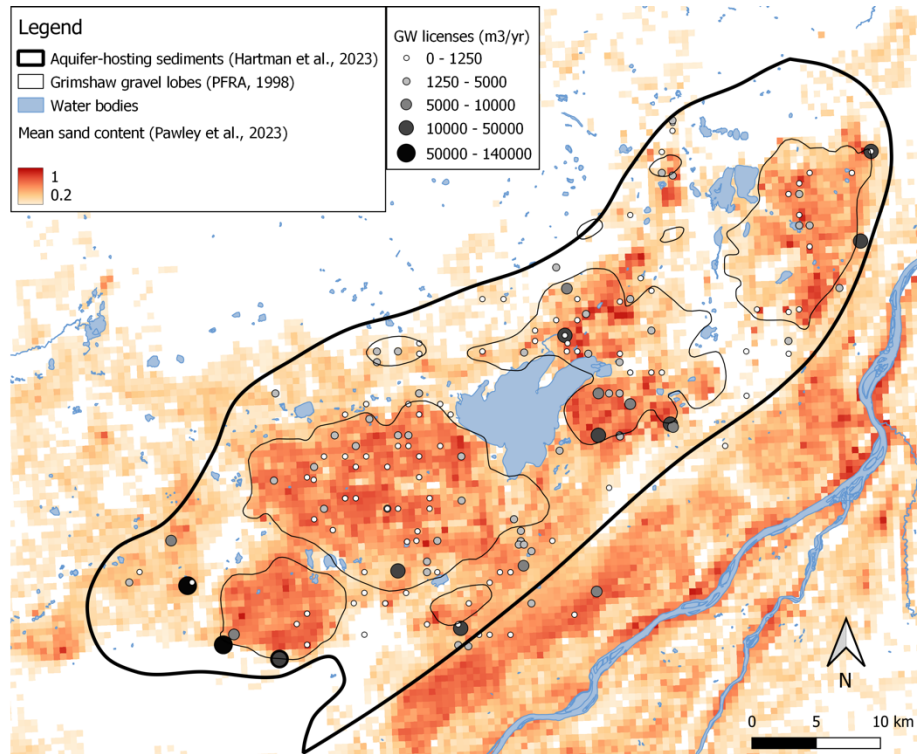 Legend
Aquifer-hosting sediments (Hartman et al., 2023)
Grimshaw gravel lobes (PFRA, 1998)
Water bodies
Mean sand content (Pawley et al., 2023)
1
0.2
GW licenses (m3/yr)
0 - 1250
1250 - 5000
5000 - 10000
10000 - 50000
50000 - 140000
N
0 5 10 km